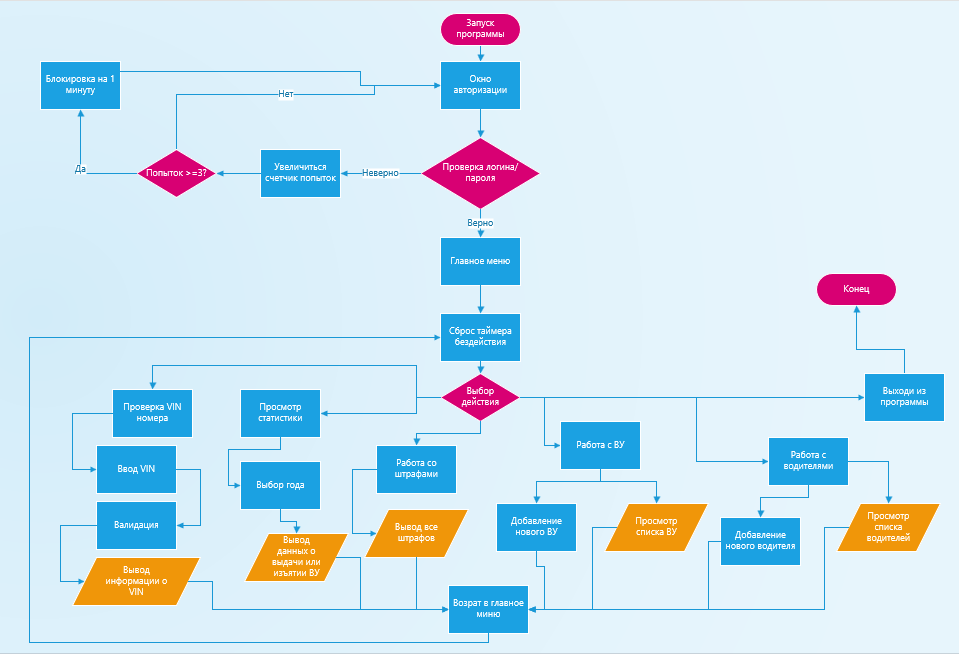 Запуск
программы
Окно
авторизации
Блокировка на 1
минуту
Нет
Да
Попыток >=3?
Увеличиться
счетчик попыток
Неверно
Проверка логина/
пароля
Верно
Главное меню
Конец
Сброс таймера
бездействия
Выбор
действия
Выходи из
программы
Проверка VIN
номера
Просмотр
статистики
Работа с ВУ
Работа со
штрафами
Работа с
водителями
Ввод VIN
Выбор года
Валидация
Вывод все
штрафов
Добавление
нового ВУ
Просмотр
списка ВУ
Добавление
нового водителя
Просмотр
списка
водителей
Вывод
информации о
VIN
Вывод
данных о
выдачи или
изъятии ВУ
Возрат в главное
миню